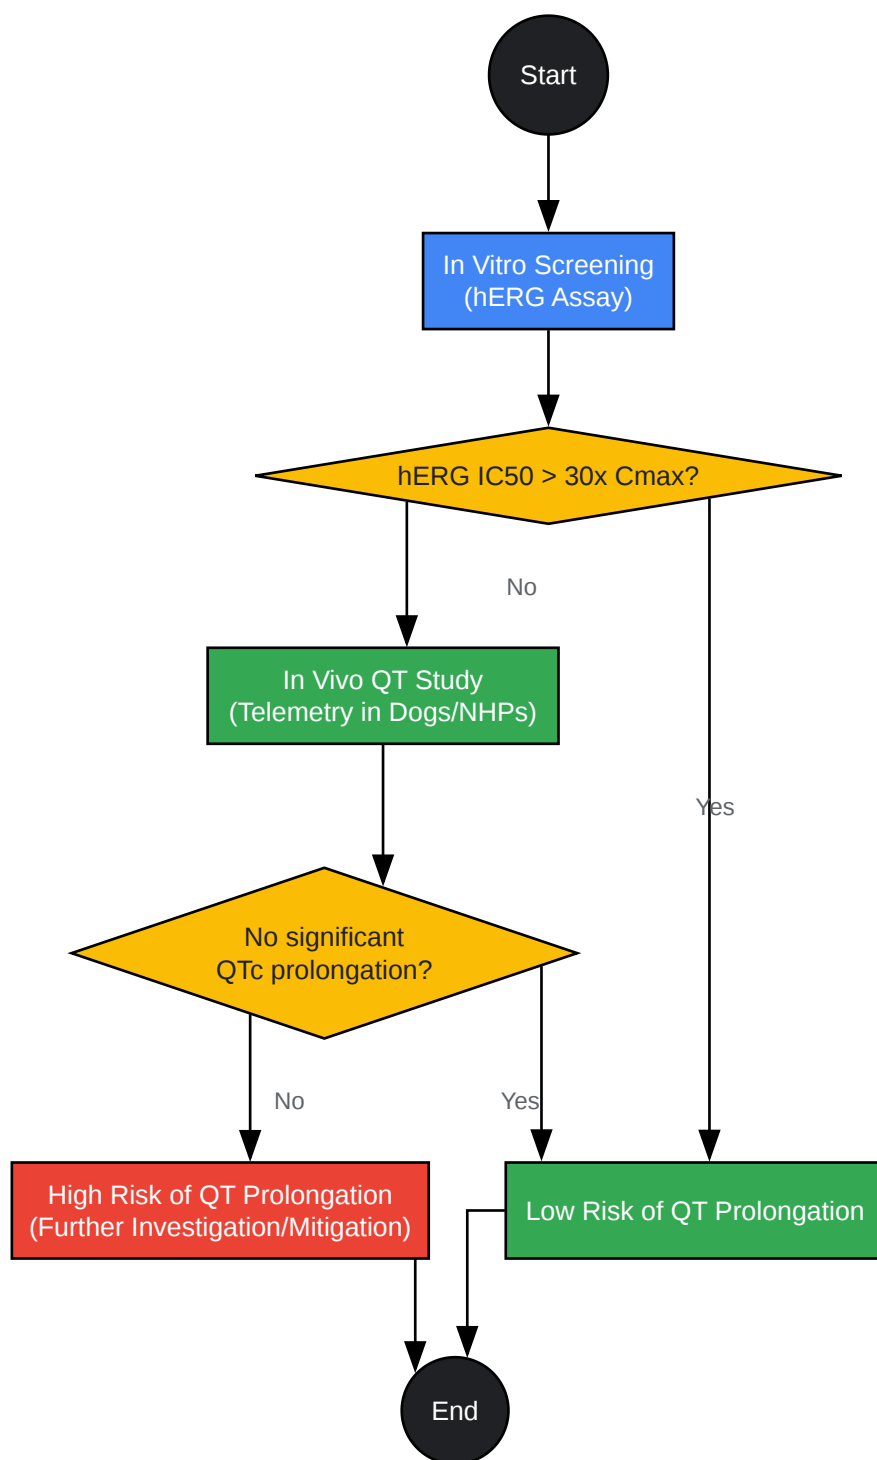 Start
In Vitro Screening
(hERG Assay)
hERG IC50 > 30x Cmax?
No
In Vivo QT Study
(Telemetry in Dogs/NHPs)
Yes
No significant
QTc prolongation?
No
Yes
High Risk of QT Prolongation
(Further Investigation/Mitigation)
Low Risk of QT Prolongation
End